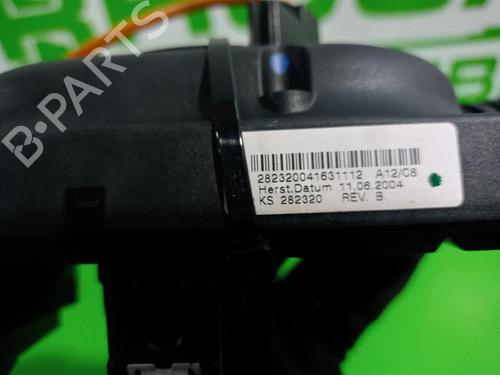 B-PARTS
282320041631112 A12/C6
Herst.Datum 11.06.2004
KS 282320 REV. B